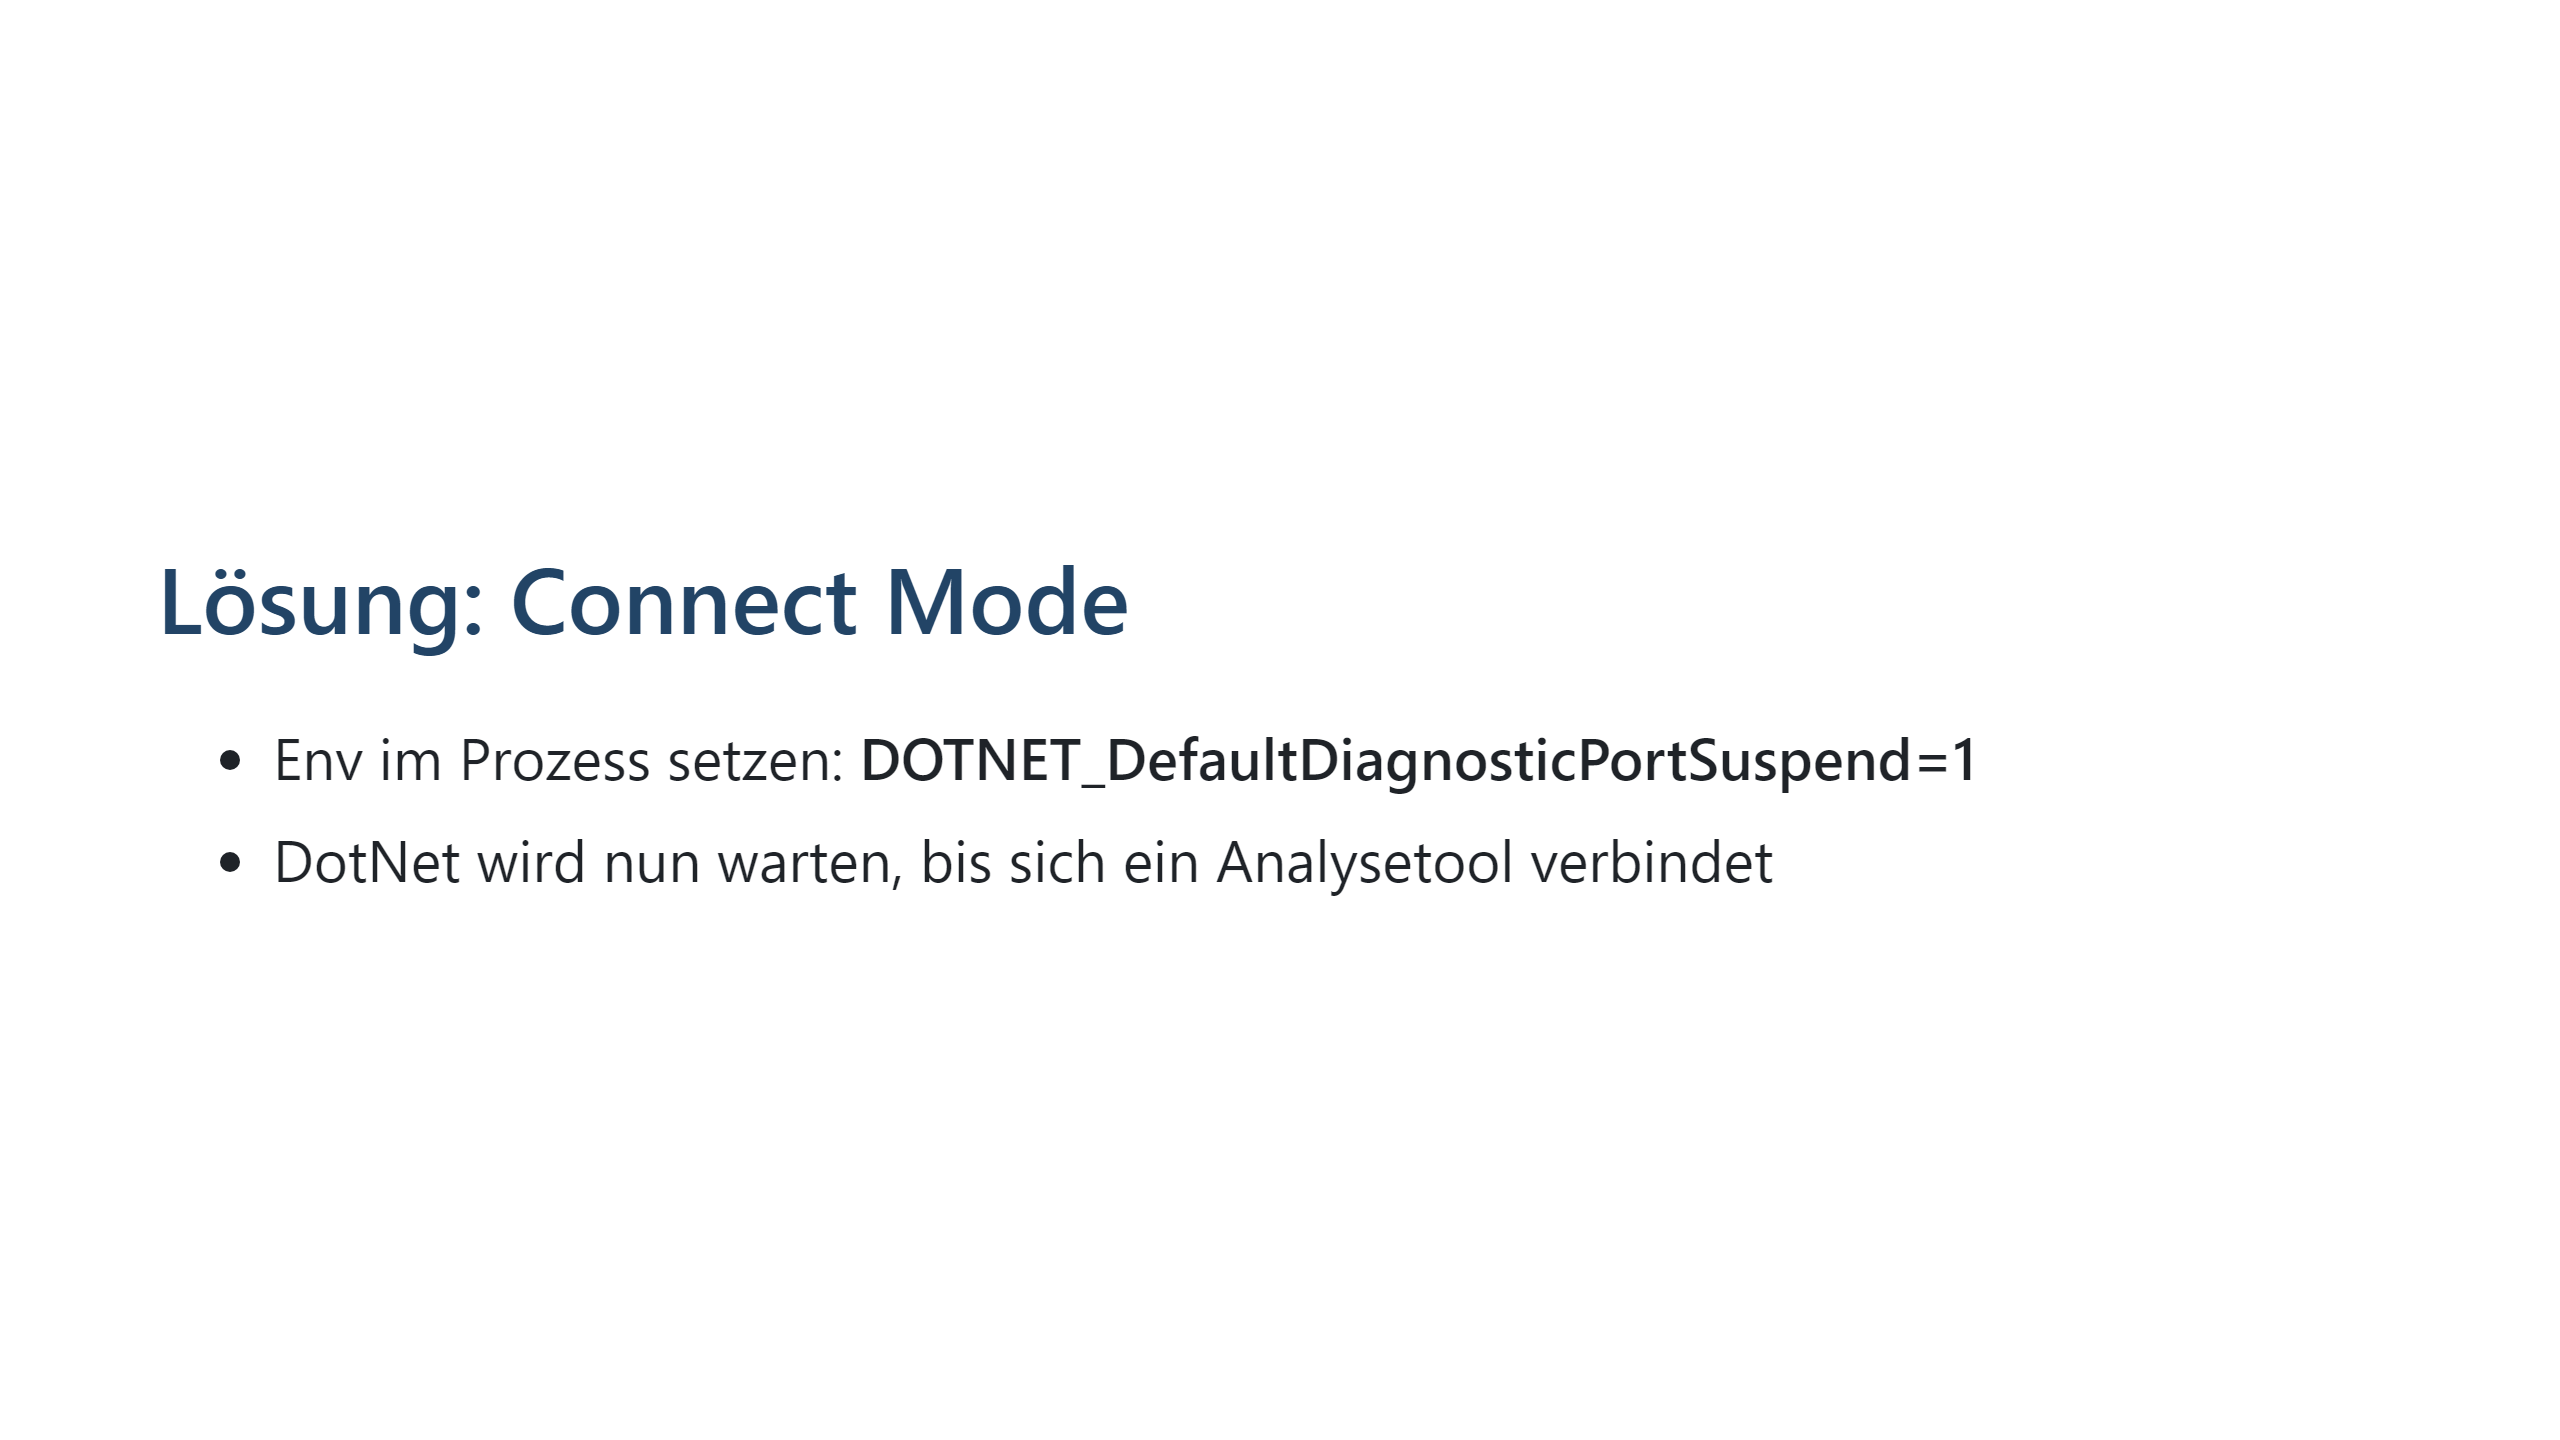 Lösung: Connect Mode
• Env im Prozess setzen: DOTNET_DefaultDiagnosticPortSuspend=1
• DotNet wird nun warten, bis sich ein Analysetool verbindet